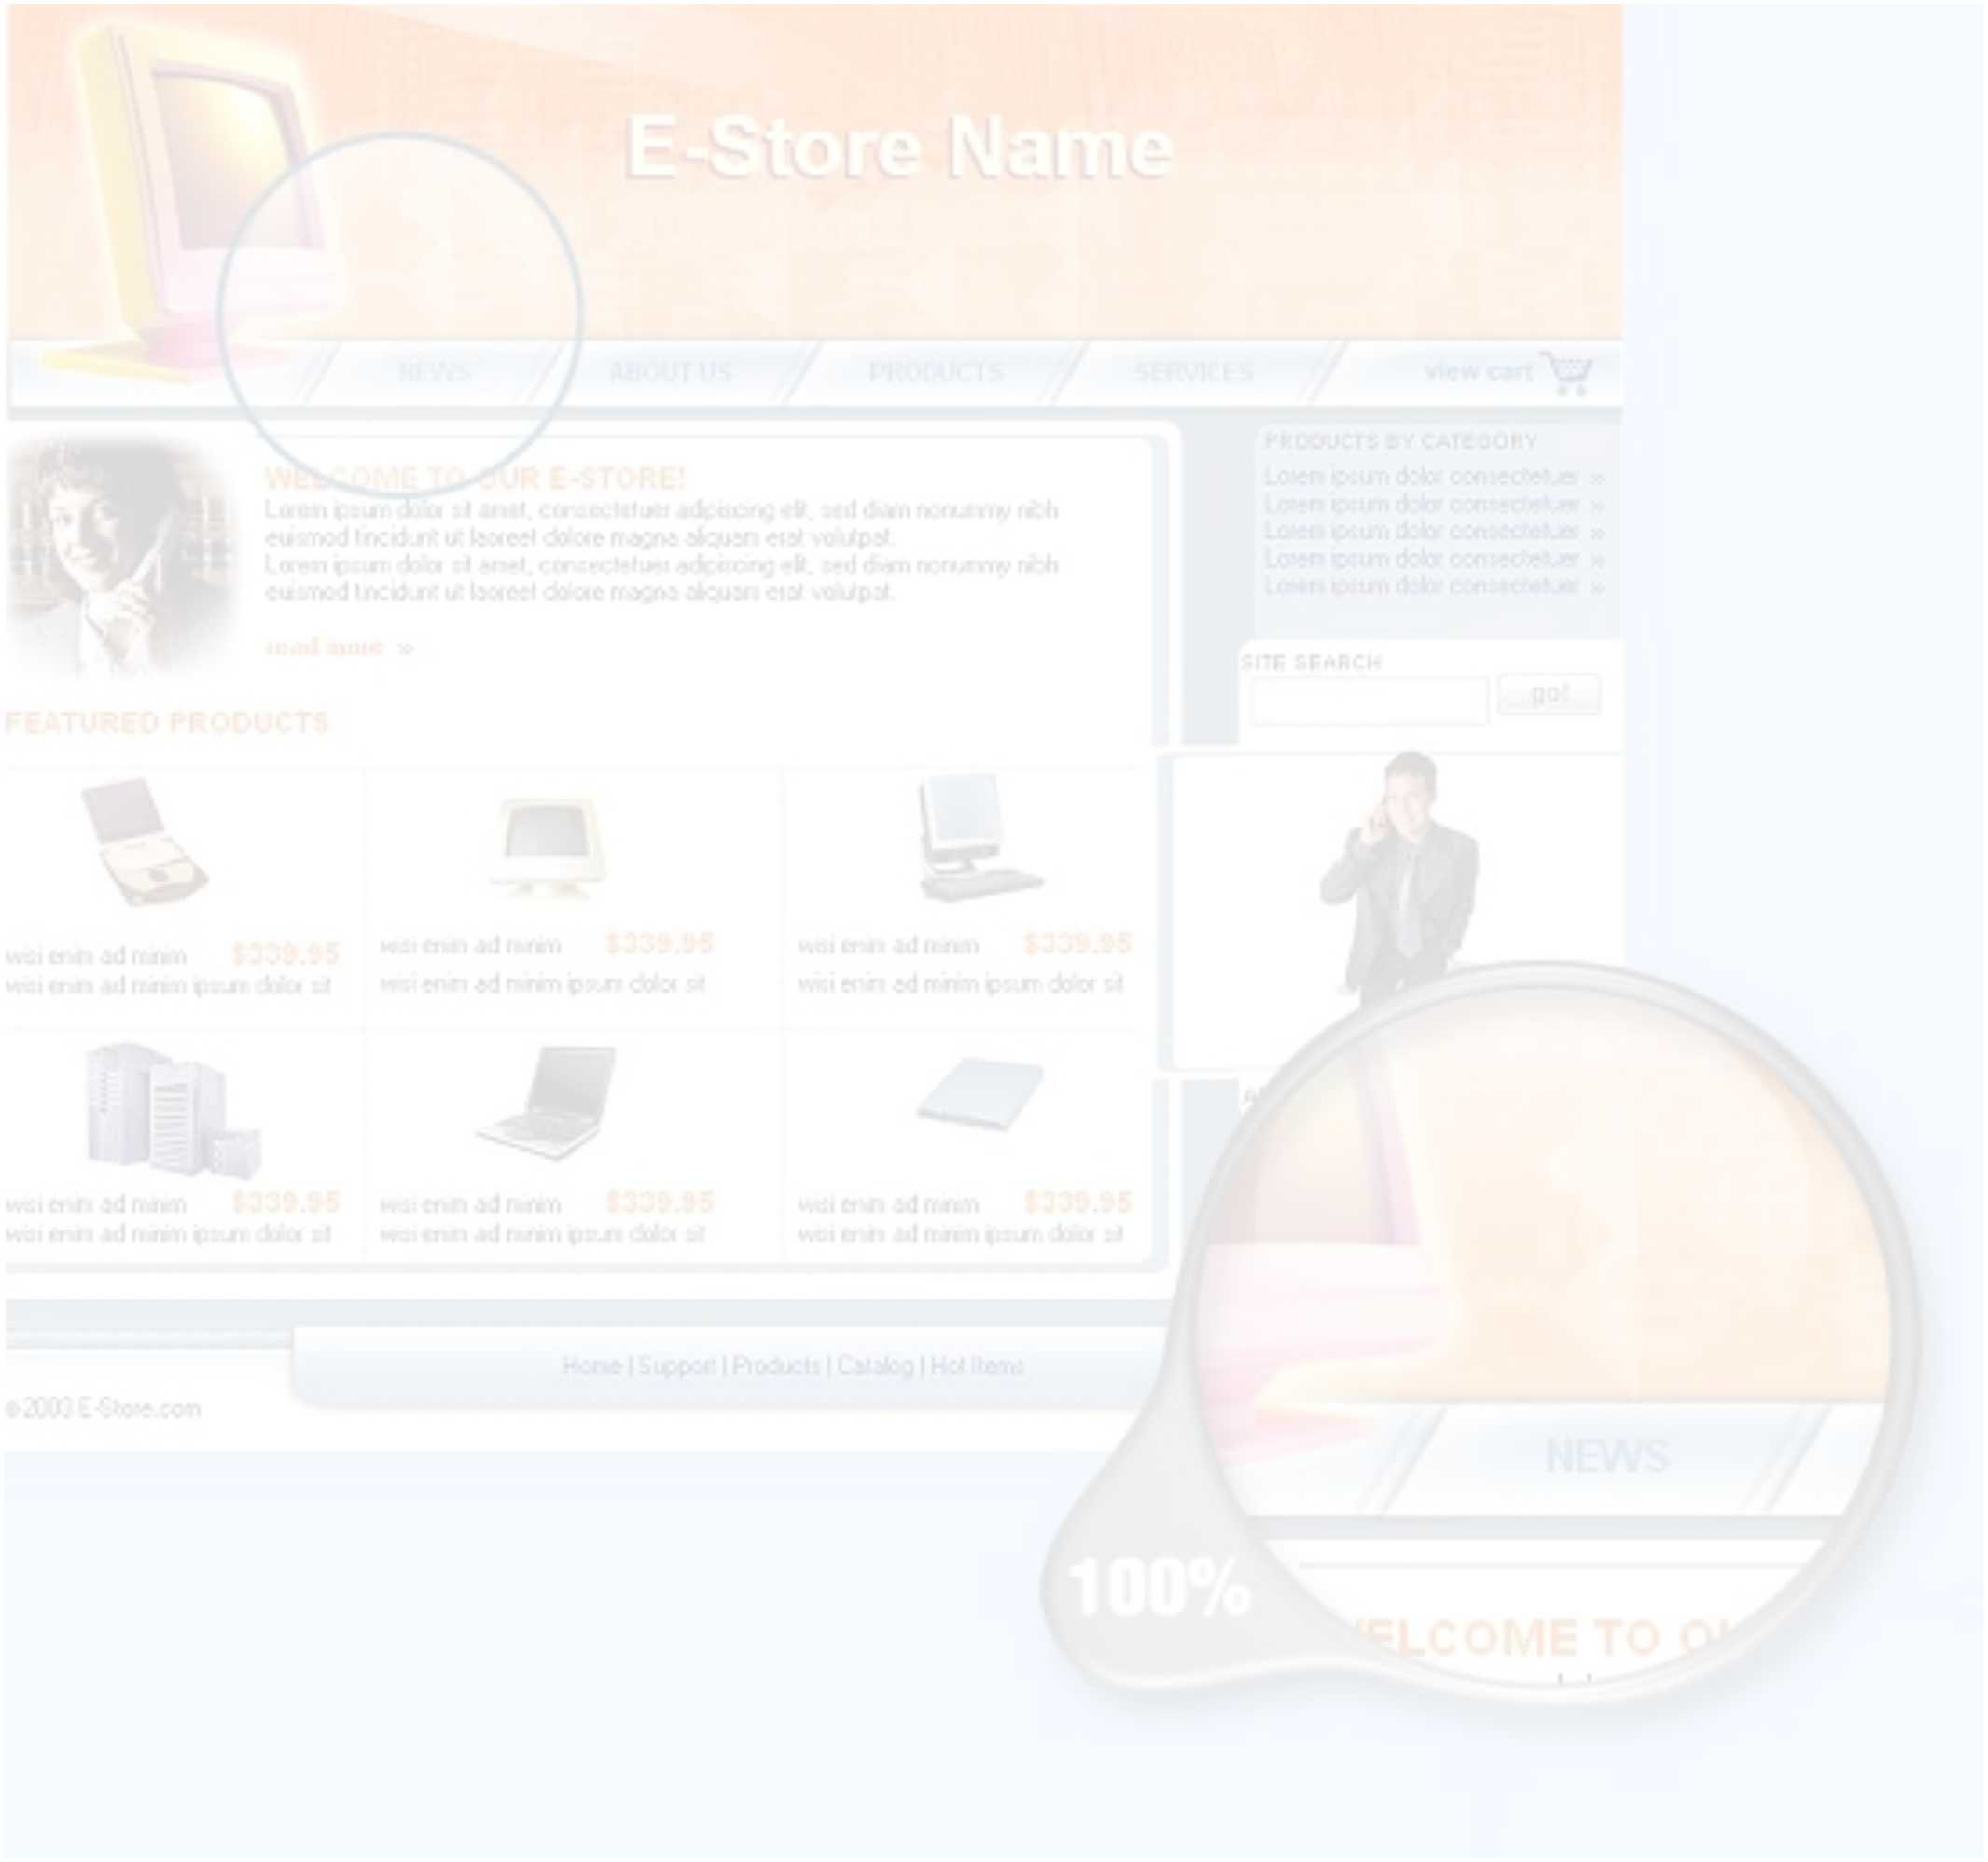 E-Store Name
NEWS
ABOUT US
PRODUCTS
SERVICES
view cart
WELCOME TO OUR E-STORE!
Lorem ipsum dolor sit amet, consectetuer adipiscing elit, sed diam nonummy nibh
euismod tincidunt ut laoreet dolore magna aliquam erat volutpat.
Lorem ipsum dolor sit amet, consectetuer adipiscing elit, sed diam nonummy nibh
euismod tincidunt ut laoreet dolore magna aliquam erat volutpat.
read more »
PRODUCTS BY CATEGORY
Lorem ipsum dolor consectetuer »
Lorem ipsum dolor consectetuer »
Lorem ipsum dolor consectetuer »
Lorem ipsum dolor consectetuer »
Lorem ipsum dolor consectetuer »
SITE SEARCH
go!
FEATURED PRODUCTS
wisi enim ad minim $339.95
wisi enim ad minim ipsum dolor sit
wisi enim ad minim $339.95
wisi enim ad minim ipsum dolor sit
wisi enim ad minim $339.95
wisi enim ad minim ipsum dolor sit
wisi enim ad minim $339.95
wisi enim ad minim ipsum dolor sit
wisi enim ad minim $339.95
wisi enim ad minim ipsum dolor sit
wisi enim ad minim $339.95
wisi enim ad minim ipsum dolor sit
Home | Support | Products | Catalog | Hot Items
© 2003 E-Store.com
NEWS
100%
ELCOME TO OU